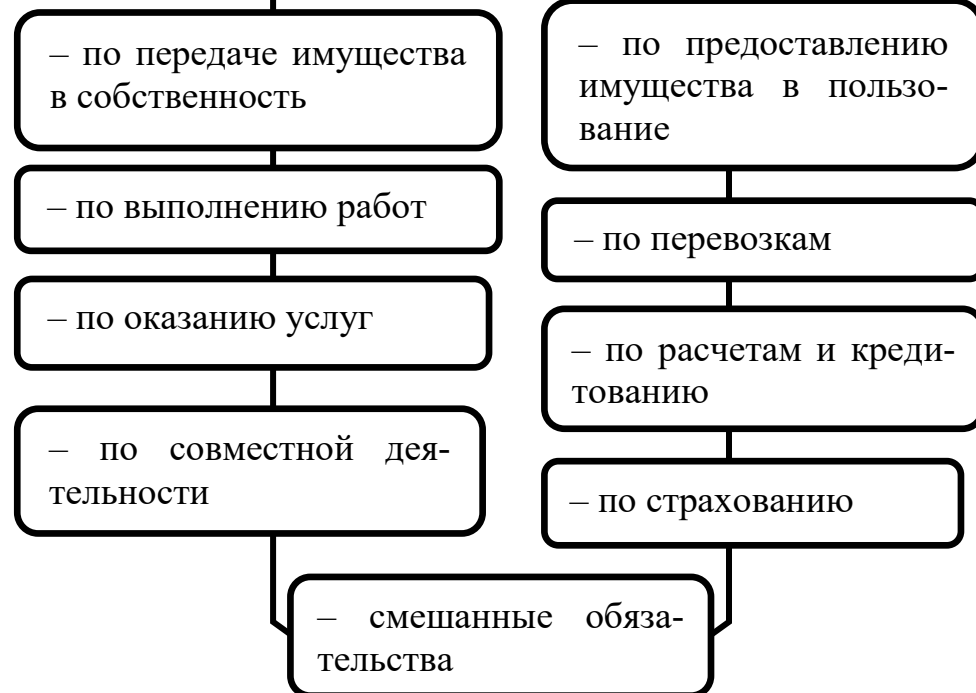 – по передаче имущества
в собственность
– по выполнению работ
– по оказанию услуг
– по совместной дея-
тельности
– по предоставлению
имущества в пользо-
вание
– по перевозкам
– по расчетам и креди-
тованию
– по страхованию
– смешанные обяза-
тельства